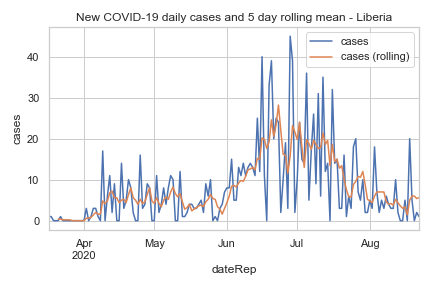 New COVID-19 daily cases and 5 day rolling mean - Liberia
cases
cases (rolling)
40
30
20
10
0
cases
Apr
2020
May
Jun
Jul
Aug
dateRep